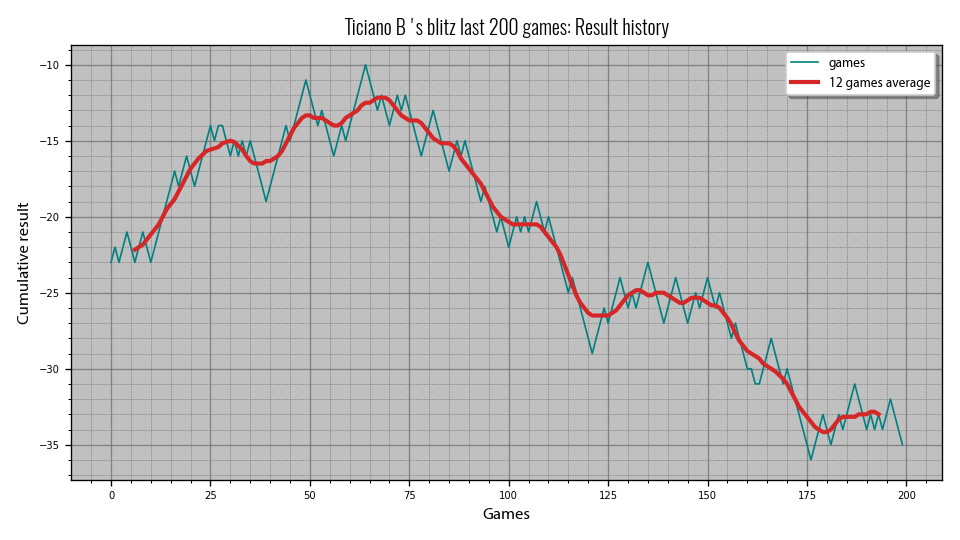 Ticiano B 's blitz last 200 games: Result history
games
12 games average
Cumulative result
−10
−15
−20
−25
−30
−35
0 25 50 75 100 125 150 175 200
Games